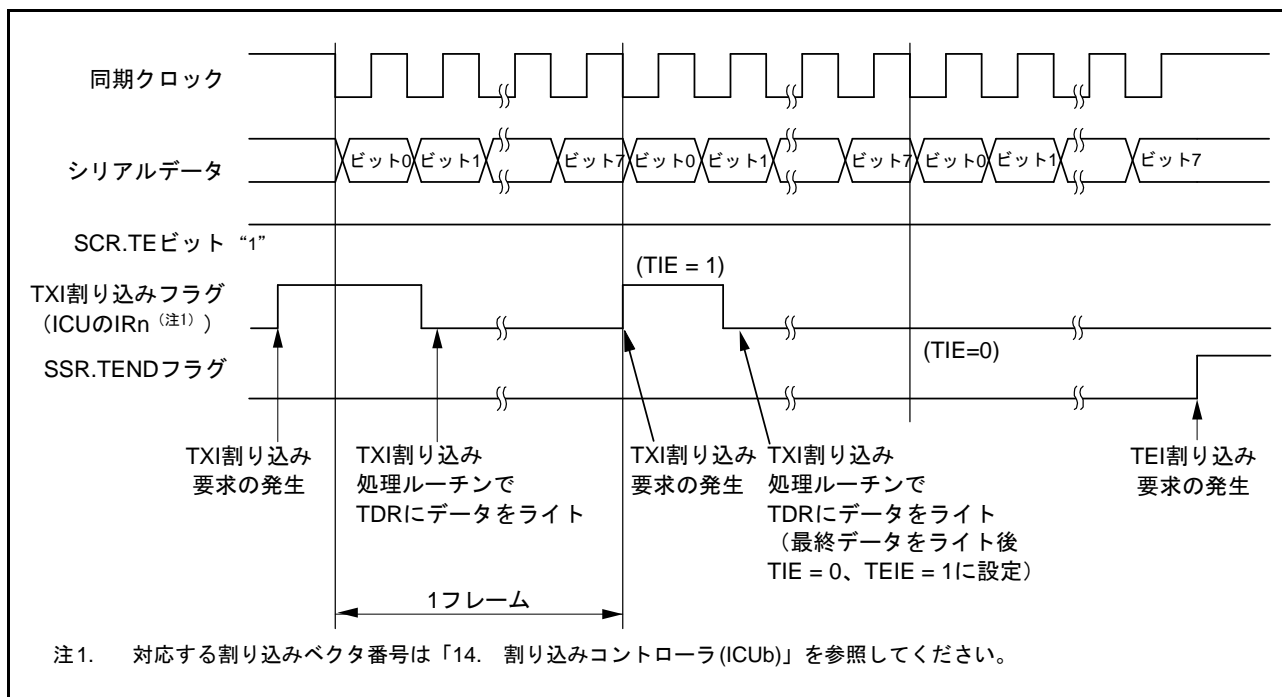 同期クロック
シリアルデータ
ビット0 ビット1 ビット7 ビット0 ビット1 ビット7 ビット0 ビット1 ビット7
SCR.TEビット “1”
(TIE = 1)
TXI割り込みフラグ
(ICUのIRn (注1) )
(TIE=0)
SSR.TENDフラグ
TXI割り込み
要求の発生
TXI割り込み
処理ルーチンで
TDRにデータをライト
TXI割り込み
要求の発生
TXI割り込み
処理ルーチンで
TDRにデータをライト
(最終データをライト後
TIE = 0、TEIE = 1に設定)
TEI割り込み
要求の発生
1フレーム
注1. 対応する割り込みベクタ番号は「14. 割り込みコントローラ(ICUb)」を参照してください。